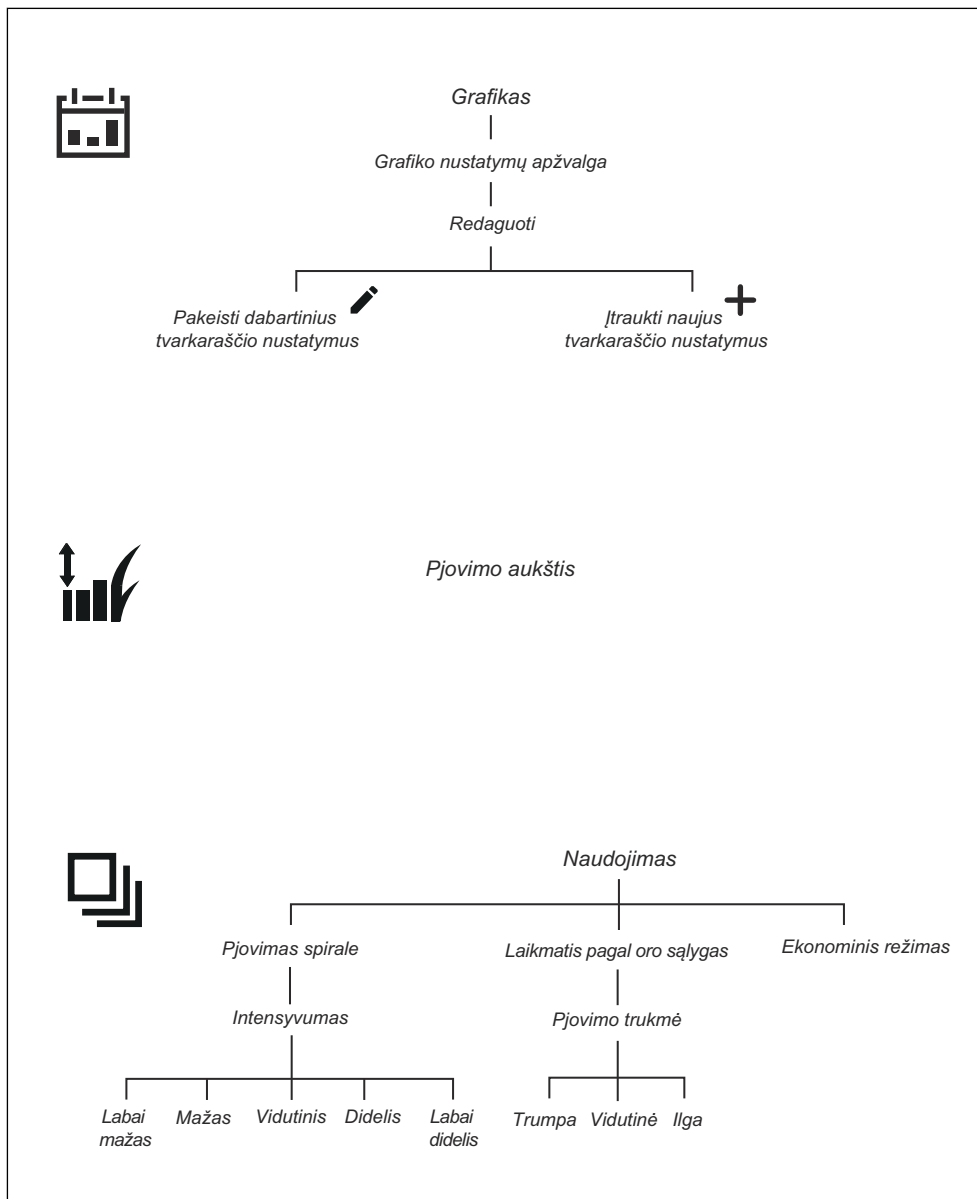 Grafikas
Grafiko nustatymų apžvalga
Redaguoti
Pakeisti dabartinius
tvarkaraščio nustatymus
Įtraukti naujus
tvarkaraščio nustatymus
Pjovimo aukštis
Naudojimas
Pjovimas spirale
Laikmatis pagal oro sąlygas
Ekonominis režimas
Intensyvumas
Pjovimo trukmė
Labai
mažas
Mažas
Vidutinis
Didelis
Labai
didelis
Trumpa
Vidutinė
Ilga